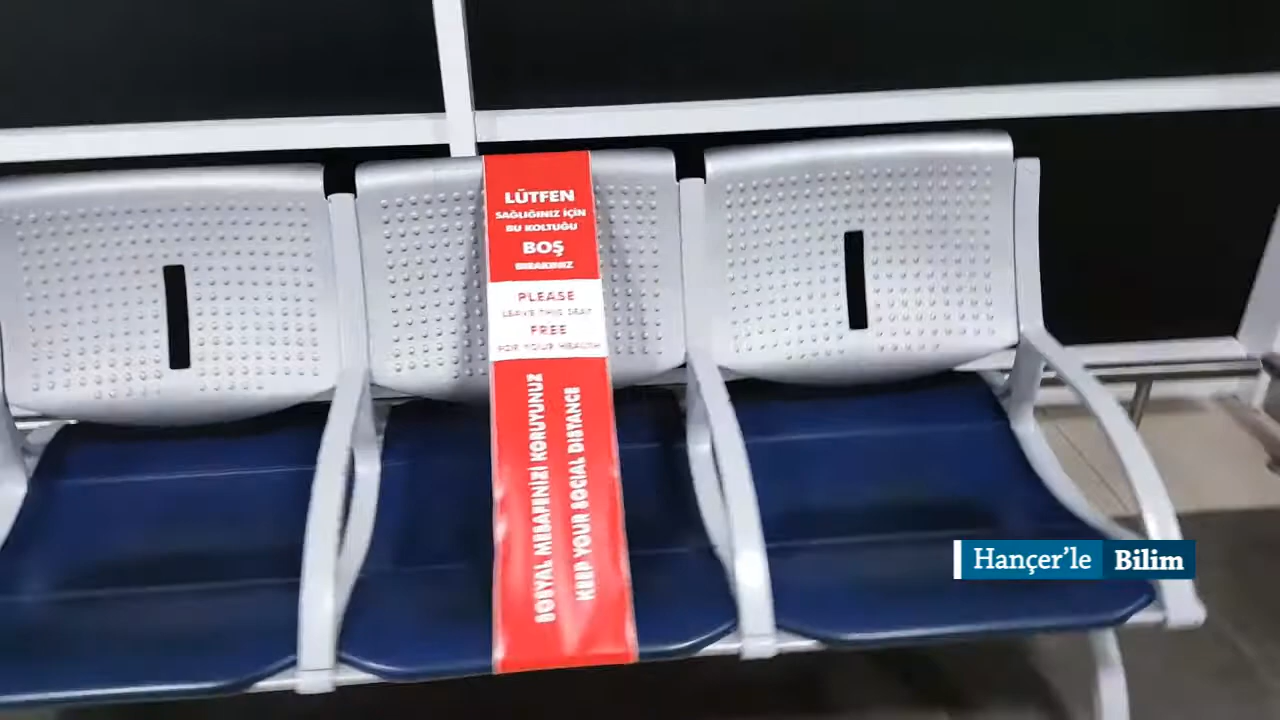 LÜTFEN
SAĞLIĞINIZ İÇİN
BU KOLTUĞU
BOŞ
BIRAKINIZ
PLEASE
LEAVE THIS SEAT
FREE
FOR YOUR HEALTH
SOSYAL MESAFENİZİ KORUYUNUZ
KEEP YOUR SOCIAL DISTANCE
Hançer'le Bilim